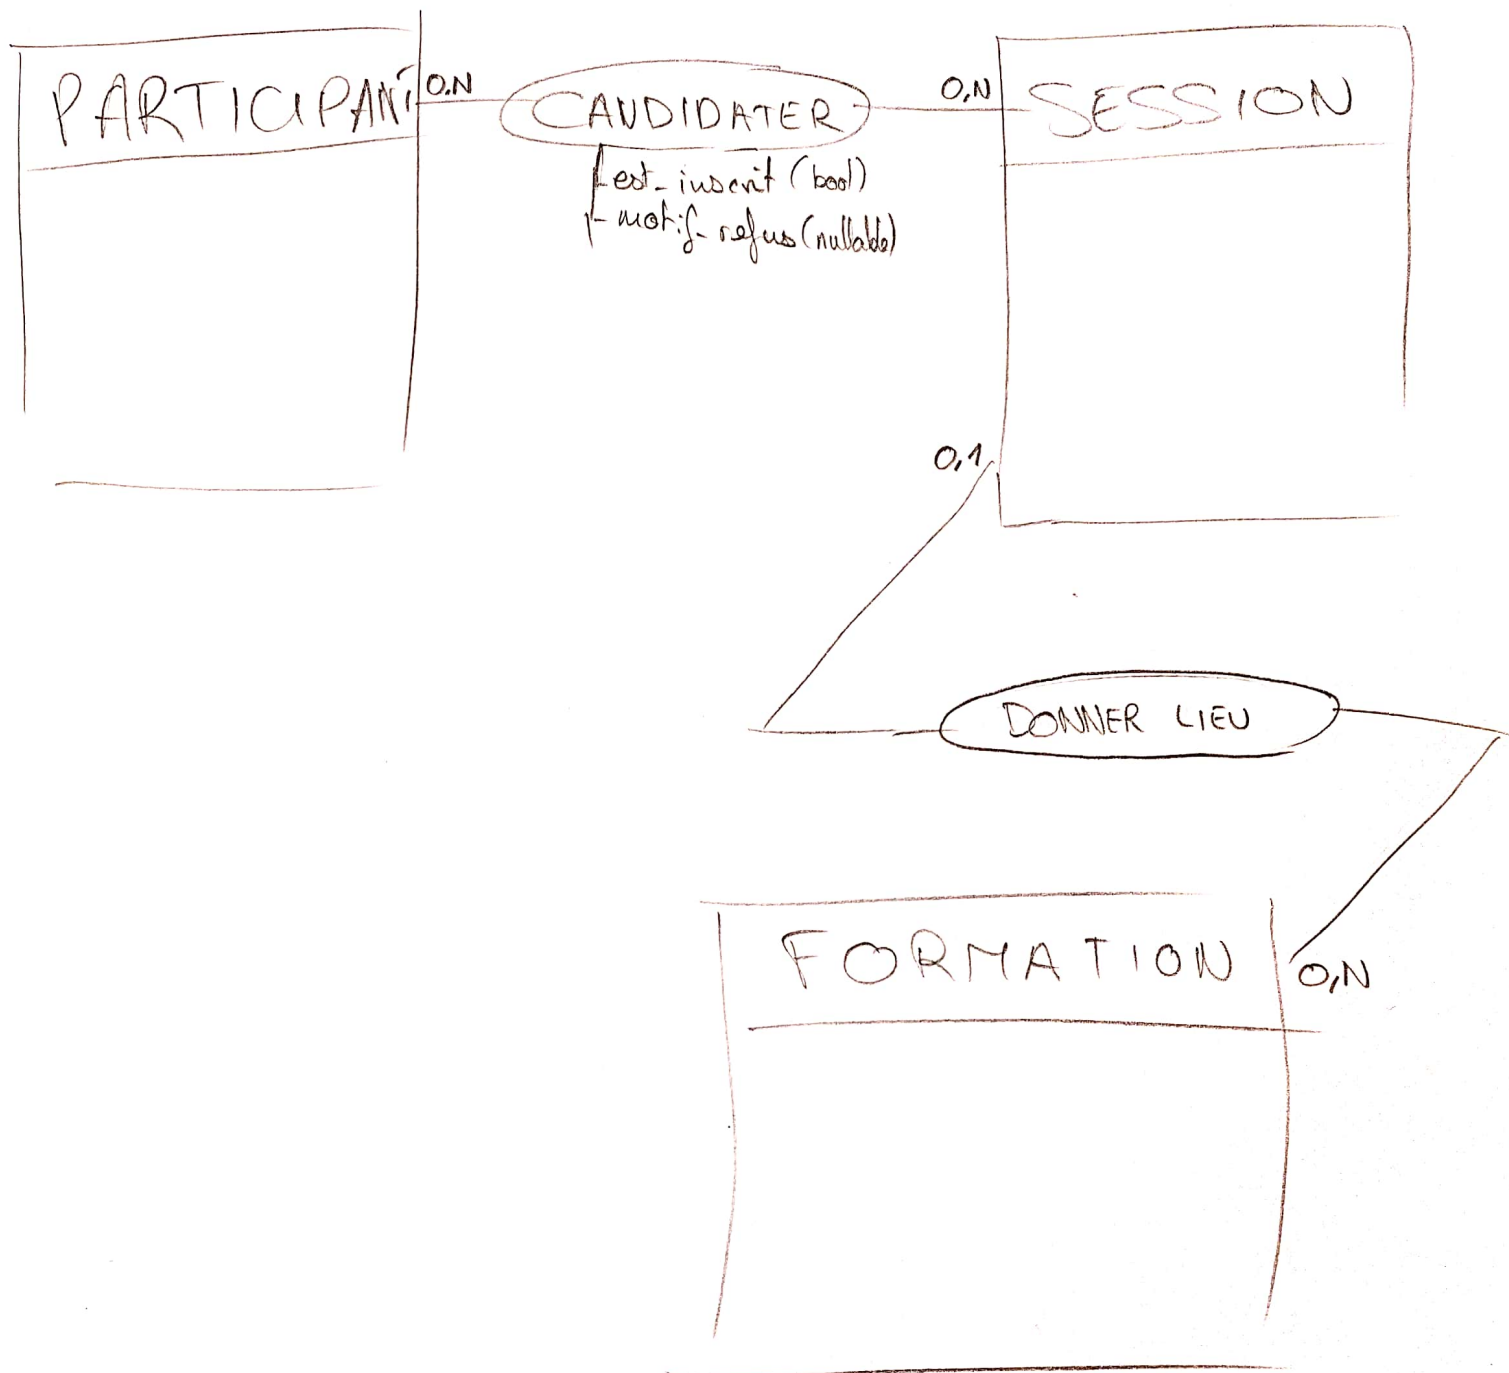 PARTICIPANT
0.N
CANDIDATER
0,N
SESSION
- est_inscrit (bool)
- motif_refus (nullable)
0,1
DONNER LIEU
FORMATION
0,N